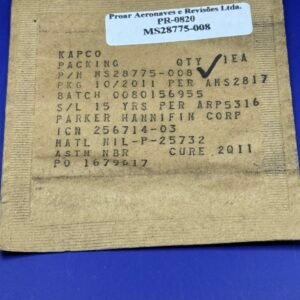 Proar Aeronaves e Revisões Ltda.
PR-0820
MS28775-008
KAPCO
PACKING QTY 1EA
P/N MS28775-008
PKG 10/2011 PER AMS2817
BATCH 0080156955
S/L 15 YRS PER ARP5316
PARKER HANNIFIN CORP
ICN 256714-03
MATL MIL-P-25732
ASTM NBR CURE 2Q11
PO 1679617